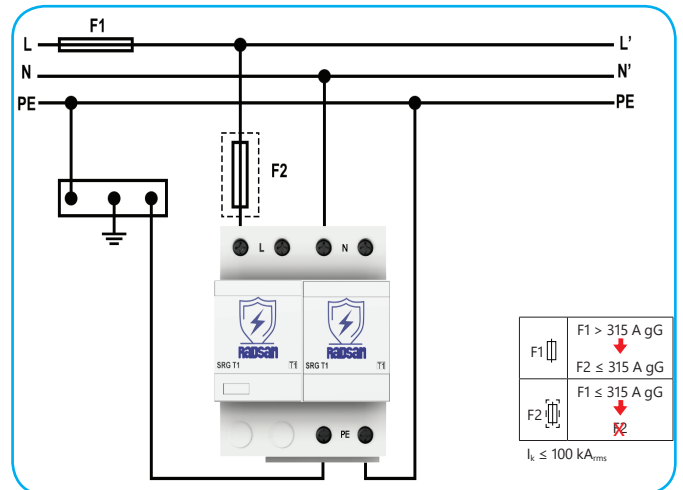 F1
L
L’
N
N’
PE
PE
F2
L
N
RADSAN
RADSAN
SRG T1
T1
SRG T1
T1
PE
F1
F1 > 315 A gG
F2 ≤ 315 A gG
F2
F1 ≤ 315 A gG
F2
Iₖ ≤ 100 kArms